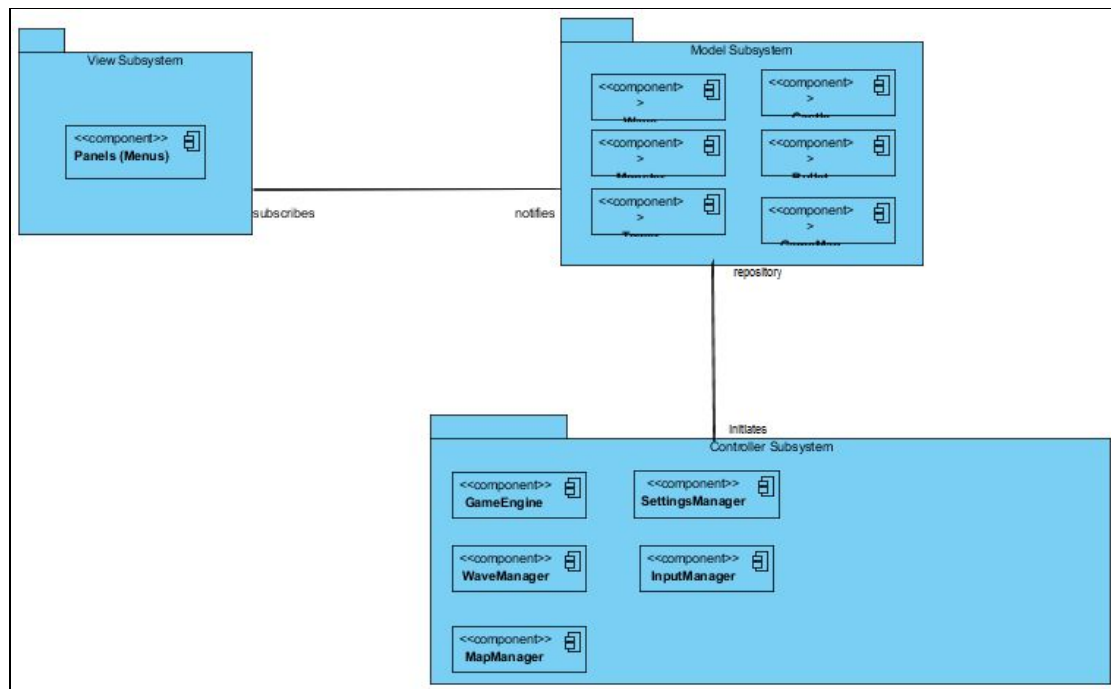 View Subsystem
<<component>>
Panels (Menus)
subscribes
notifies
Model Subsystem
<<component>
>
<<component>
>
<<component>
>
<<component>
>
<<component>
>
<<component>
>
repository
initiates
Controller Subsystem
<<component>>
GameEngine
<<component>>
SettingsManager
<<component>>
WaveManager
<<component>>
InputManager
<<component>>
MapManager